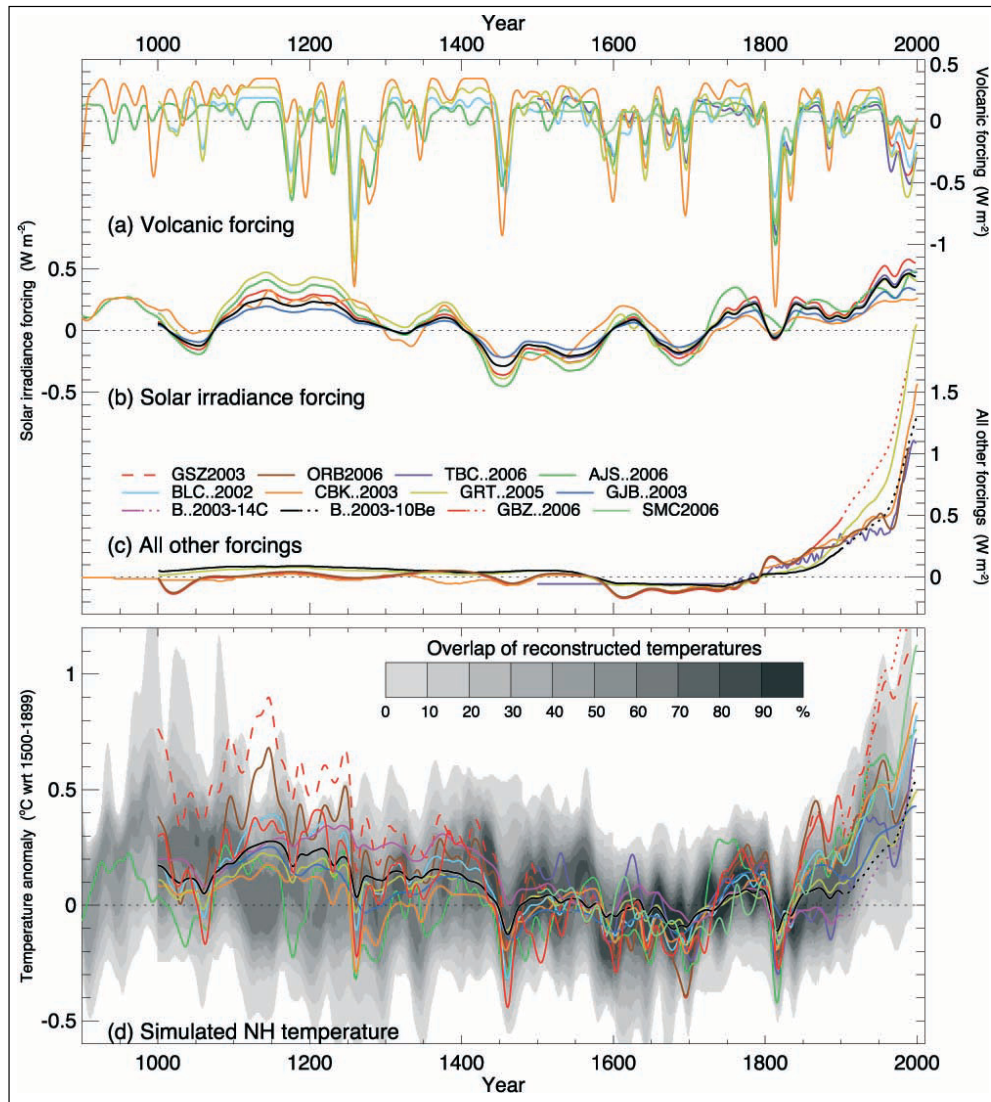 Year
1000 1200 1400 1600 1800 2000
0.5
0
-0.5
-1
Volcanic forcing (W m⁻²)
(a) Volcanic forcing
Solar irradiance forcing (W m⁻²)
0.5
0
-0.5
(b) Solar irradiance forcing
1.5
1
0.5
0
All other forcings (W m⁻²)
GSZ2003 ORB2006 TBC..2006 AJS..2006
BLC..2002 CBK..2003 GRT..2005 GJB..2003
B..2003-14C B..2003-10Be GBZ..2006 SMC2006
(c) All other forcings
Overlap of reconstructed temperatures
0 10 20 30 40 50 60 70 80 90 %
Temperature anomaly (°C wrt 1500-1899)
1
0.5
0
-0.5
(d) Simulated NH temperature
1000 1200 1400 1600 1800 2000
Year